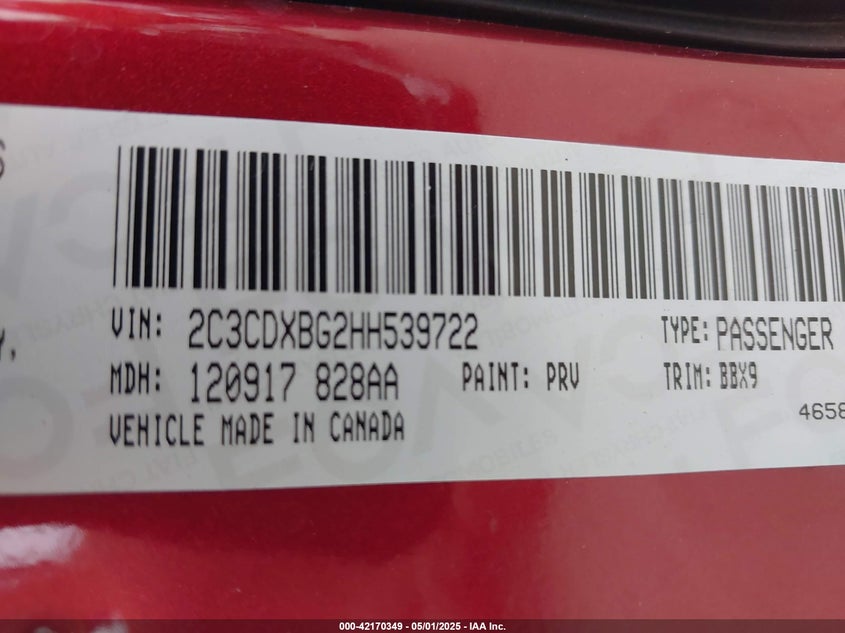 VIN: 2C3CDXBG2HH539722 TYPE: PASSENGER
MDH: 120917 828AA PAINT: PRV TRIM: BBX9
VEHICLE MADE IN CANADA 4658
000-42170349 - 05/01/2025 - IAA Inc.